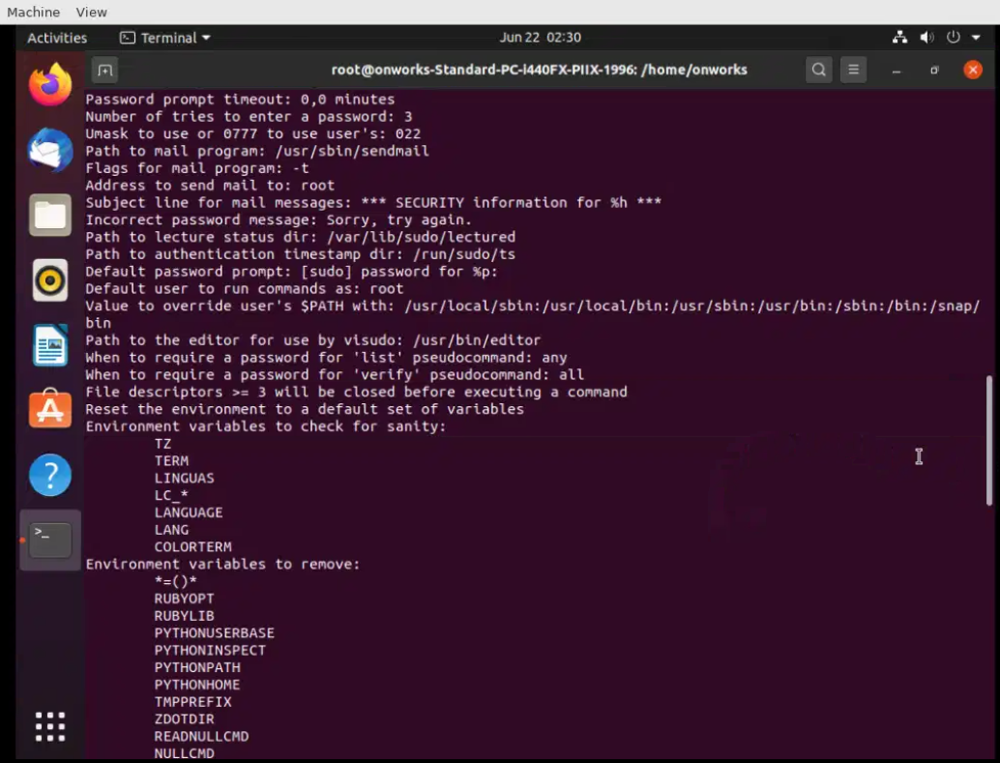 Machine View
Activities Terminal Jun 22 02:30
root@onworks-Standard-PC-i440FX-PIIX-1996: /home/onworks
Password prompt timeout: 0,0 minutes
Number of tries to enter a password: 3
Umask to use or 0777 to use user's: 022
Path to mail program: /usr/sbin/sendmail
Flags for mail program: -t
Address to send mail to: root
Subject line for mail messages: *** SECURITY information for %h ***
Incorrect password message: Sorry, try again.
Path to lecture status dir: /var/lib/sudo/lectured
Path to authentication timestamp dir: /run/sudo/ts
Default password prompt: [sudo] password for %p:
Default user to run commands as: root
Value to override user's $PATH with: /usr/local/sbin:/usr/local/bin:/usr/sbin:/usr/bin:/sbin:/bin:/snap/
bin
Path to the editor for use by visudo: /usr/bin/editor
When to require a password for 'list' pseudocommand: any
When to require a password for 'verify' pseudocommand: all
File descriptors >= 3 will be closed before executing a command
Reset the environment to a default set of variables
Environment variables to check for sanity:
TZ
TERM
LINGUAS
LC_*
LANGUAGE
LANG
COLORTERM
Environment variables to remove:
*=()*
RUBYOPT
RUBYLIB
PYTHONUSERBASE
PYTHONINSPECT
PYTHONPATH
PYTHONHOME
TMPPREFIX
ZDOTDIR
READNULLCMD
NULLCMD